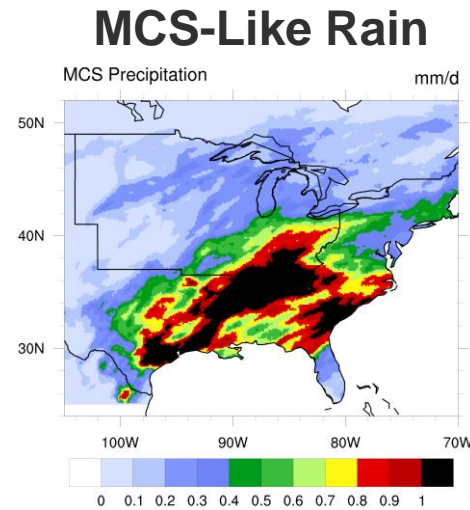 MCS-Like Rain
MCS Precipitation mm/d
50N
40N
30N
100W 90W 80W 70W
0 0.1 0.2 0.3 0.4 0.5 0.6 0.7 0.8 0.9 1